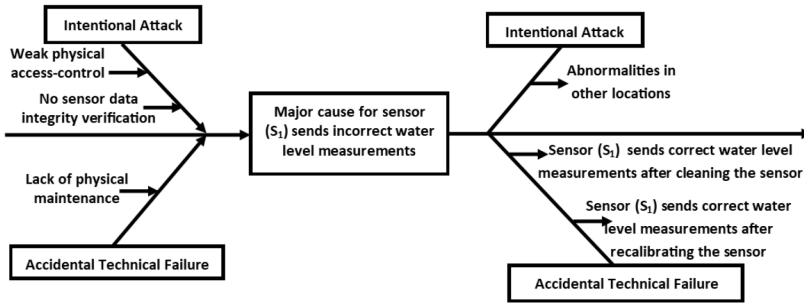 Intentional Attack
Weak physical
access-control
No sensor data
integrity verification
Lack of physical
maintenance
Accidental Technical Failure
Major cause for sensor
(S₁) sends incorrect water
level measurements
Intentional Attack
Abnormalities in
other locations
Sensor (S₁) sends correct water level
measurements after cleaning the sensor
Sensor (S₁) sends correct water
level measurements after
recalibrating the sensor
Accidental Technical Failure